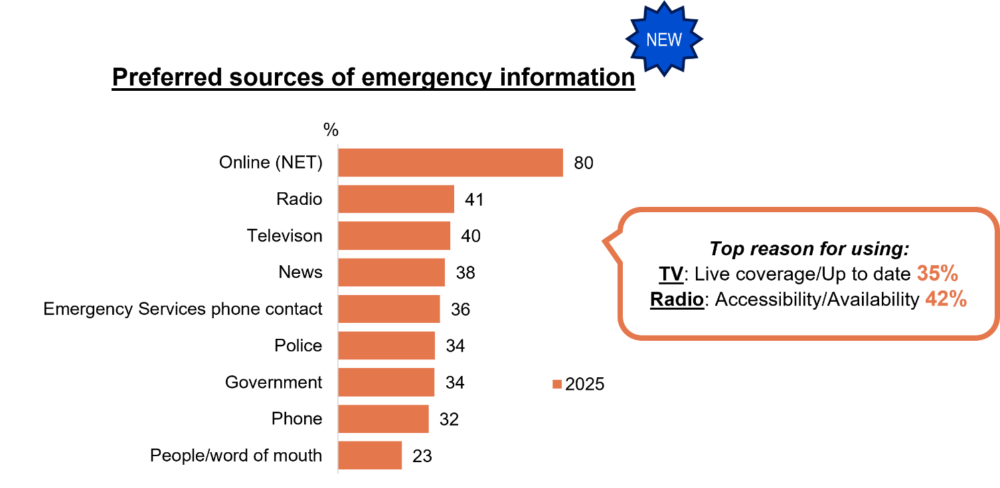 NEW
Preferred sources of emergency information
%
Online (NET) 80
Radio 41
Televison 40
News 38
Emergency Services phone contact 36
Police 34
Government 34
Phone 32
People/word of mouth 23
2025
Top reason for using:
TV: Live coverage/Up to date 35%
Radio: Accessibility/Availability 42%